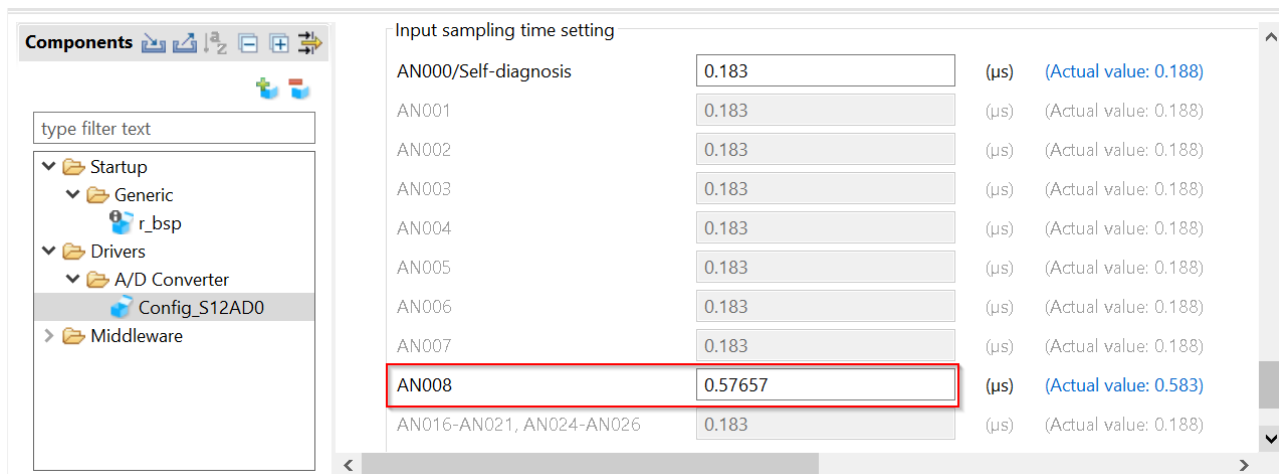 Components
type filter text
Startup
Generic
r_bsp
Drivers
A/D Converter
Config_S12AD0
Middleware
Input sampling time setting
AN000/Self-diagnosis 0.183 (μs) (Actual value: 0.188)
AN001 0.183 (μs) (Actual value: 0.188)
AN002 0.183 (μs) (Actual value: 0.188)
AN003 0.183 (μs) (Actual value: 0.188)
AN004 0.183 (μs) (Actual value: 0.188)
AN005 0.183 (μs) (Actual value: 0.188)
AN006 0.183 (μs) (Actual value: 0.188)
AN007 0.183 (μs) (Actual value: 0.188)
AN008 0.57657 (μs) (Actual value: 0.583)
AN016-AN021, AN024-AN026 0.183 (μs) (Actual value: 0.188)